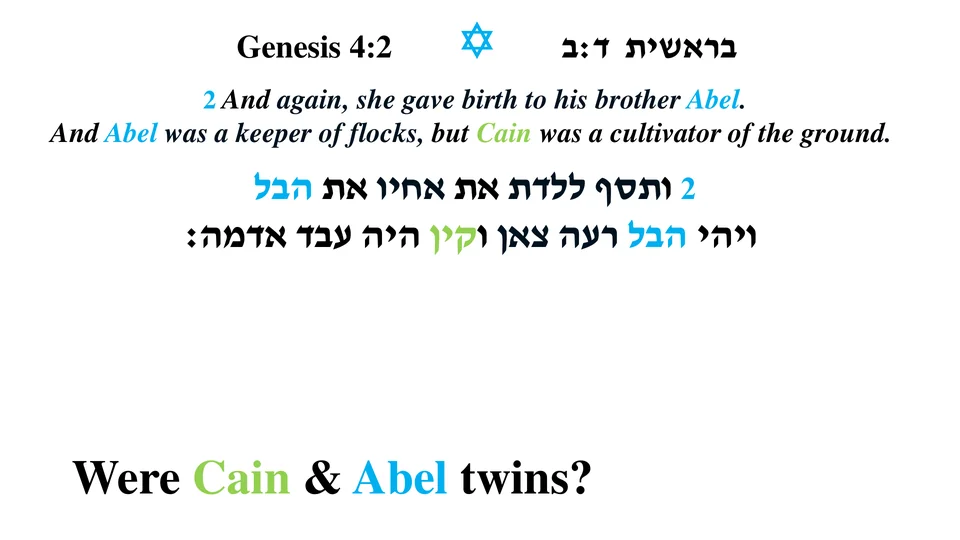 Genesis 4:2 ✡ בראשית ד:ב
2 And again, she gave birth to his brother Abel.
And Abel was a keeper of flocks, but Cain was a cultivator of the ground.
2 ותסף ללדת את אחיו את הבל
ויהי הבל רעה צאן וקין היה עבד אדמה:
Were Cain & Abel twins?